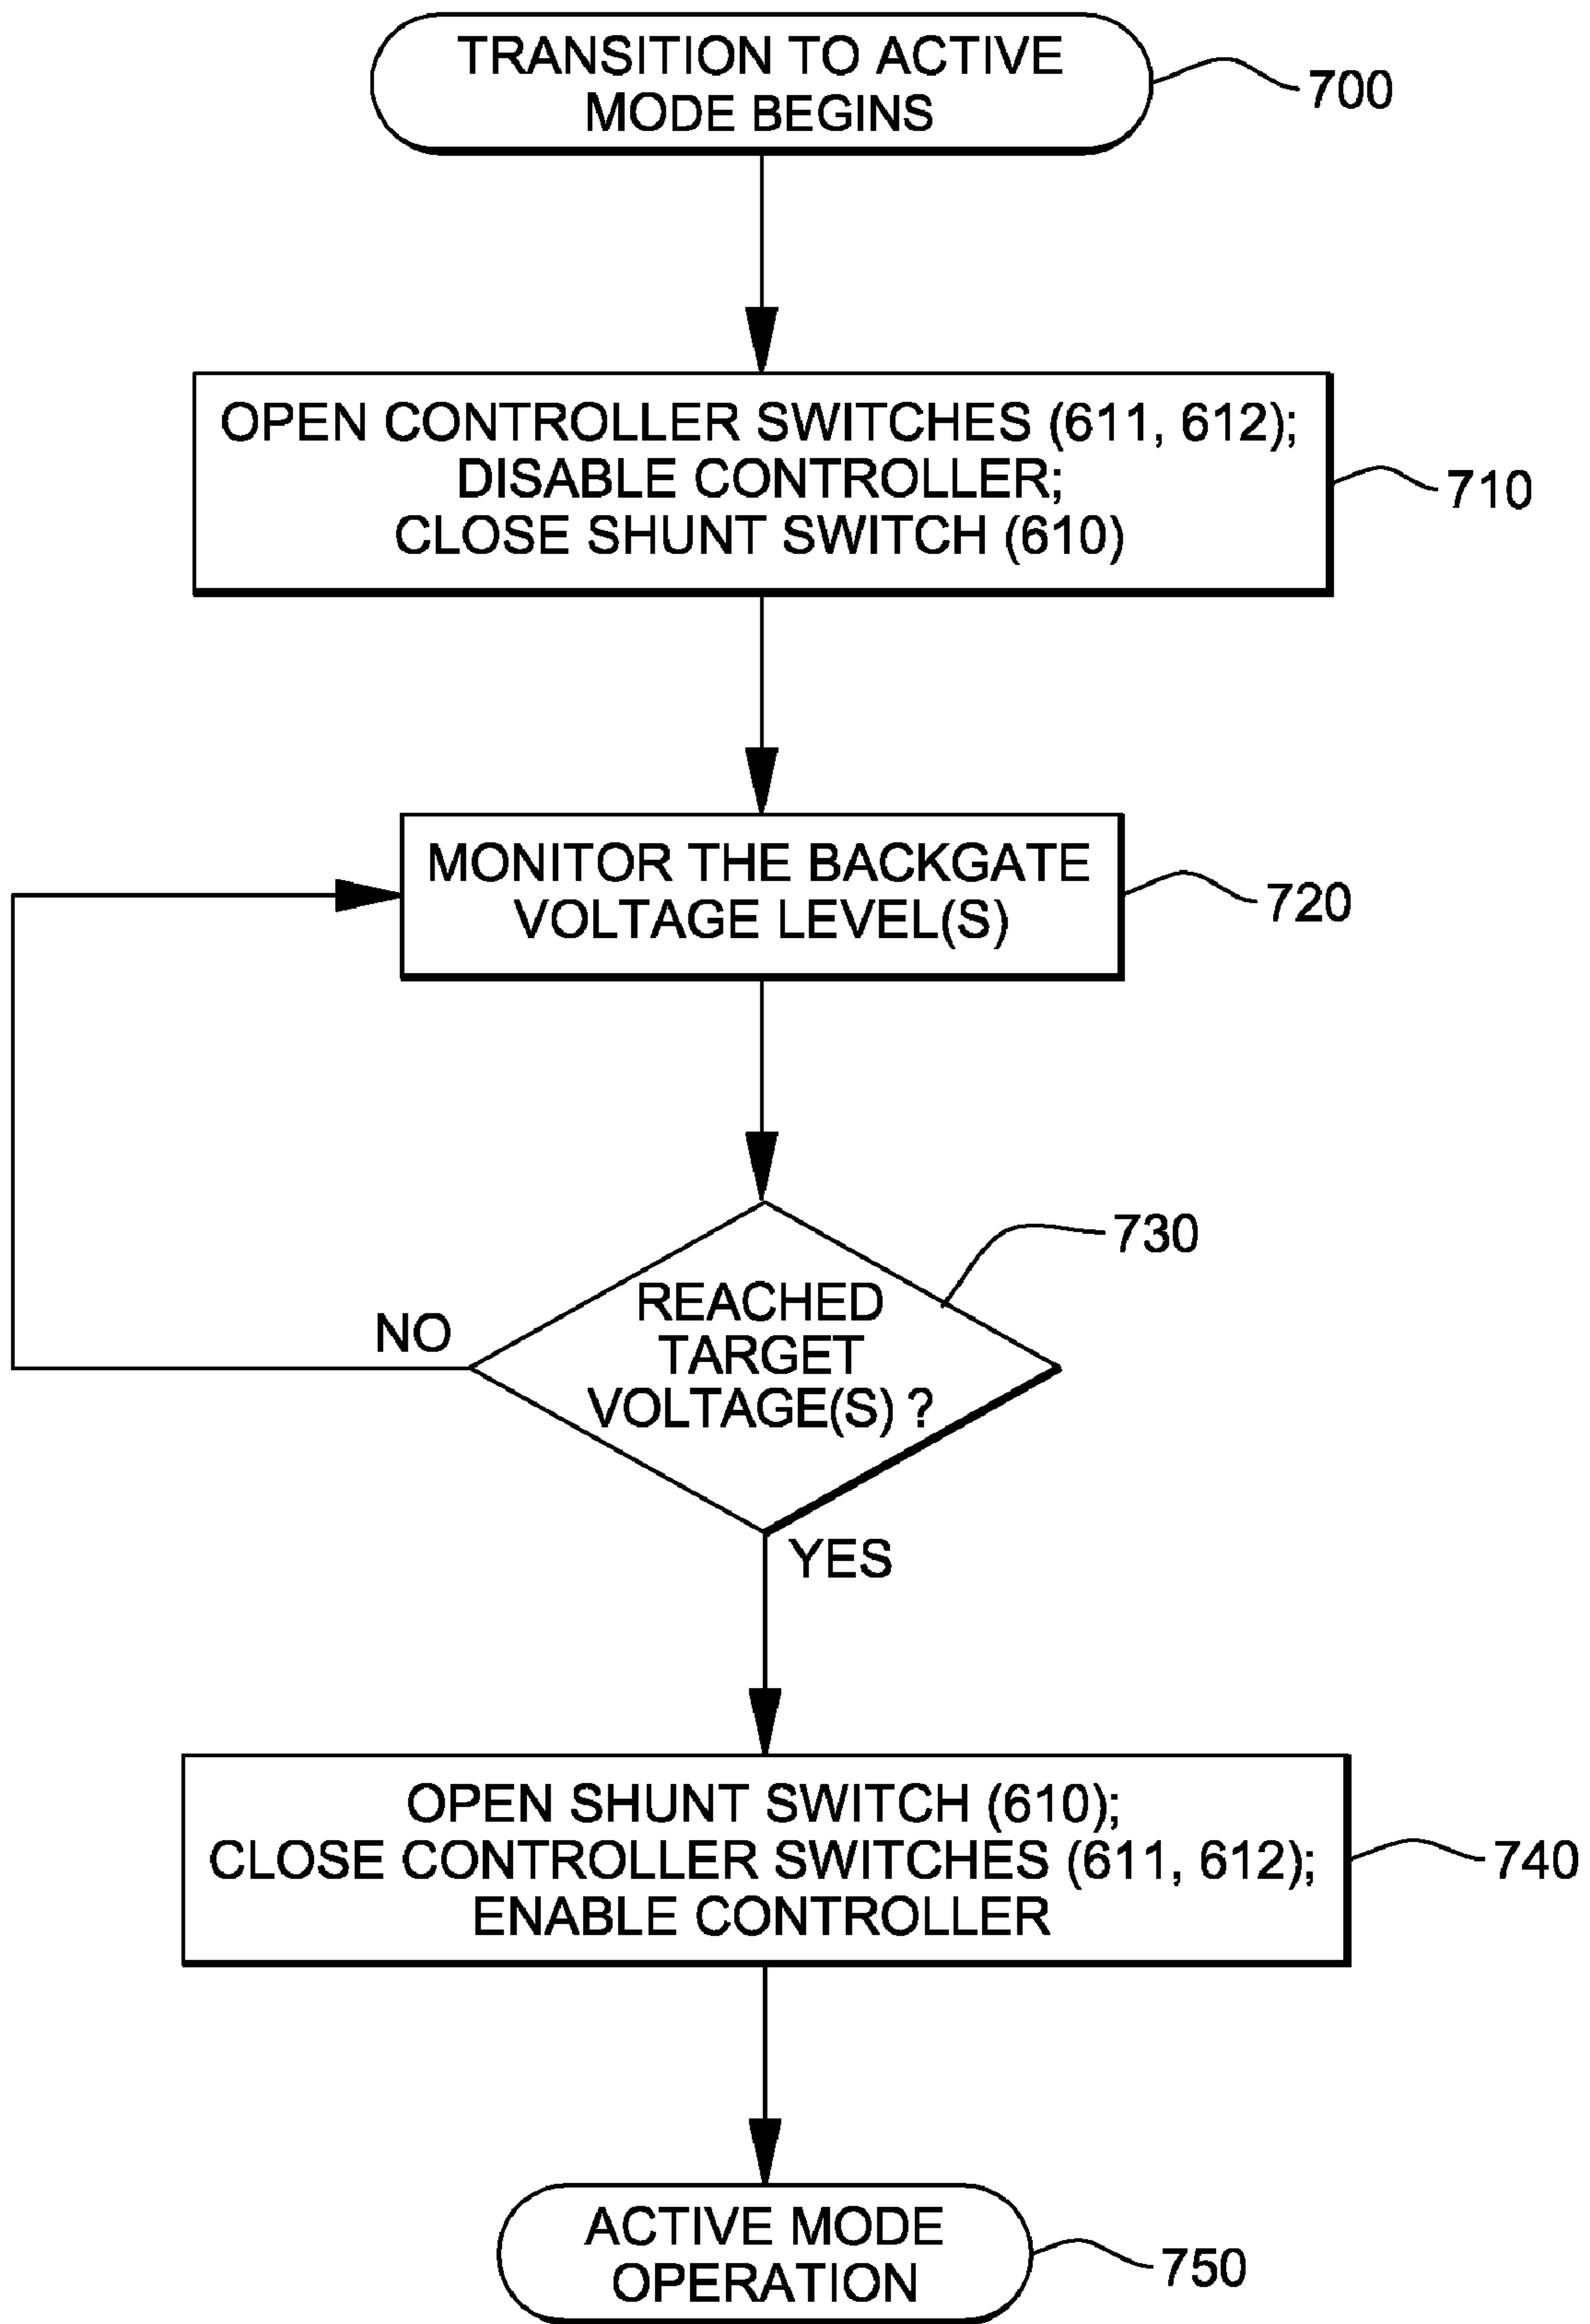 TRANSITION TO ACTIVE
MODE BEGINS
700
OPEN CONTROLLER SWITCHES (611, 612);
DISABLE CONTROLLER;
CLOSE SHUNT SWITCH (610)
710
MONITOR THE BACKGATE
VOLTAGE LEVEL(S)
720
730
REACHED
TARGET
VOLTAGE(S) ?
NO
YES
OPEN SHUNT SWITCH (610);
CLOSE CONTROLLER SWITCHES (611, 612);
ENABLE CONTROLLER
740
ACTIVE MODE
OPERATION
750